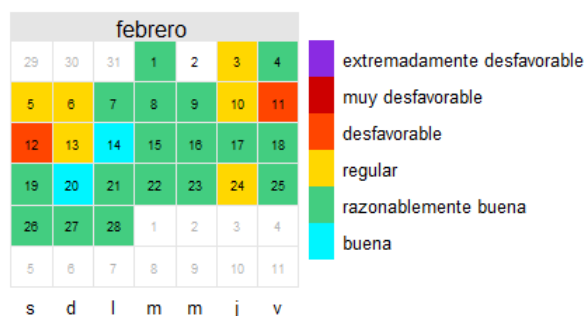 febrero
29 30 31 1 2 3 4
5 6 7 8 9 10 11
12 13 14 15 16 17 18
19 20 21 22 23 24 25
26 27 28 1 2 3 4
5 6 7 8 9 10 11
s d l m m j v
extremadamente desfavorable
muy desfavorable
desfavorable
regular
razonablemente buena
buena